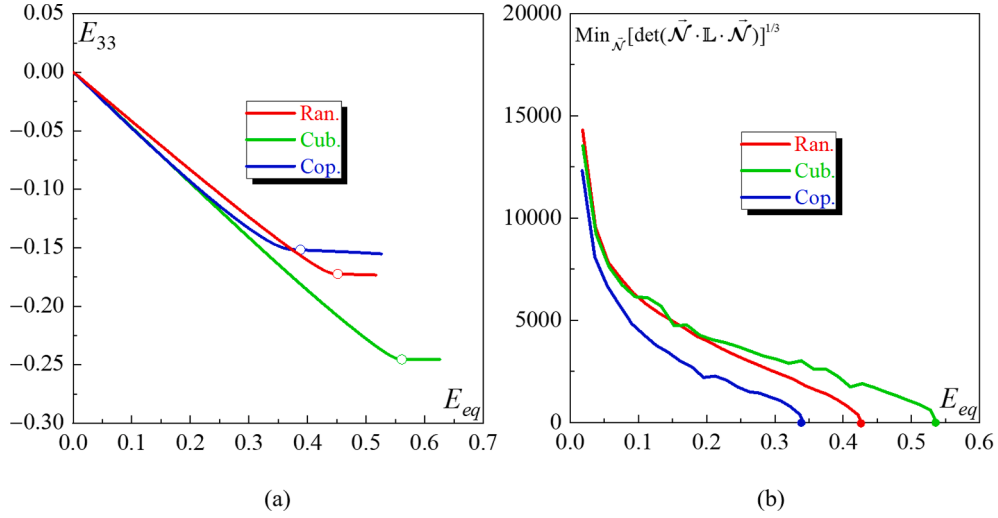 0.05
0.00
−0.05
−0.10
−0.15
−0.20
−0.25
−0.30
E33
Ran.
Cub.
Cop.
Eeq
0.0 0.1 0.2 0.3 0.4 0.5 0.6 0.7
(a)
20000
15000
10000
5000
0
Min𝒩⃗[det(𝒩⃗·𝕃·𝒩⃗)]1/3
Ran.
Cub.
Cop.
Eeq
0.0 0.1 0.2 0.3 0.4 0.5 0.6
(b)